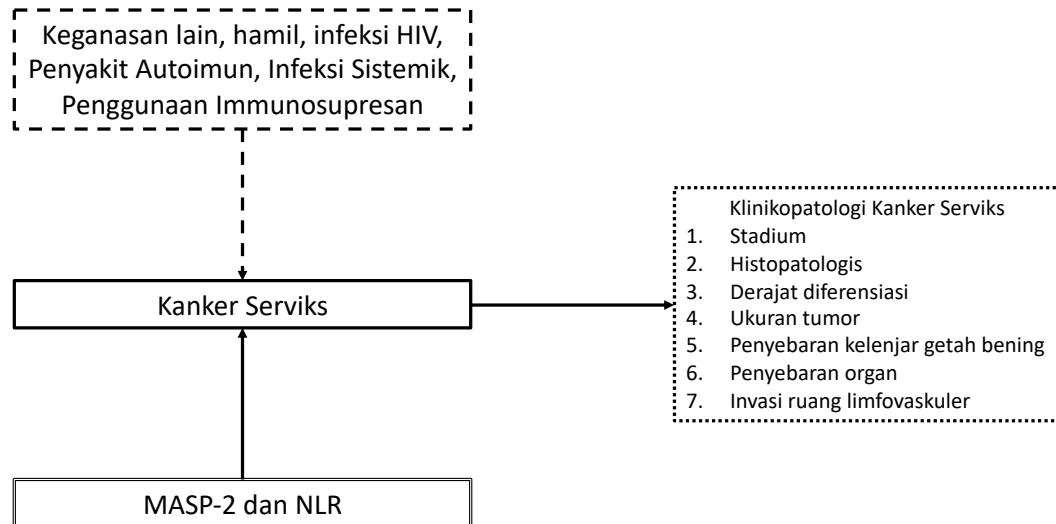 Keganasan lain, hamil, infeksi HIV,
Penyakit Autoimun, Infeksi Sistemik,
Penggunaan Immunosupresan
Kanker Serviks
Klinikopatologi Kanker Serviks
1. Stadium
2. Histopatologis
3. Derajat diferensiasi
4. Ukuran tumor
5. Penyebaran kelenjar getah bening
6. Penyebaran organ
7. Invasi ruang limfovaskuler
MASP-2 dan NLR